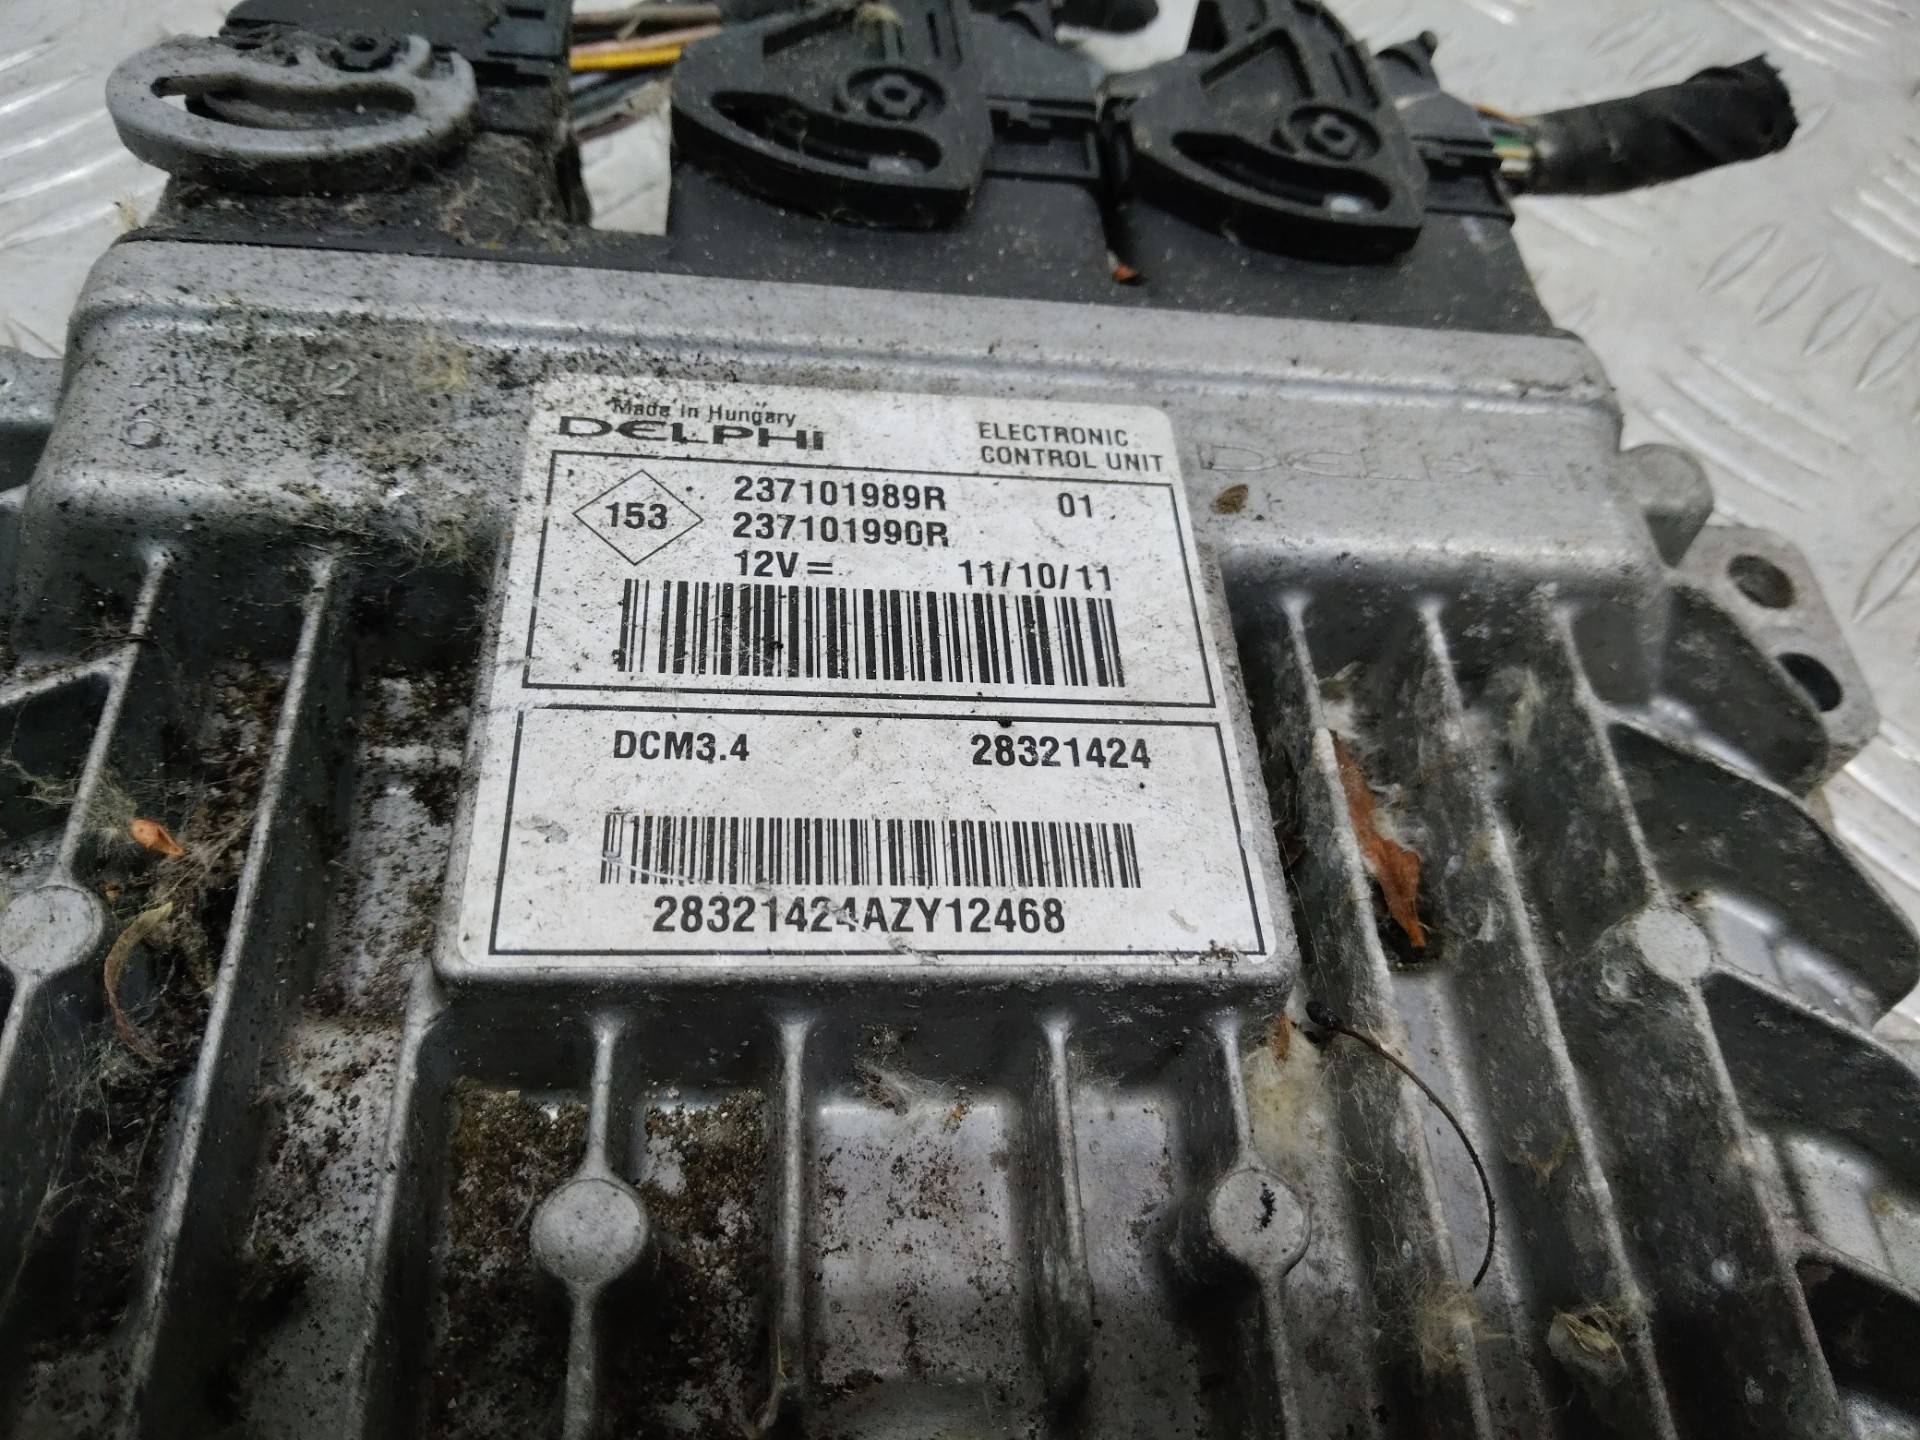 Made in Hungary
DELPHI
ELECTRONIC
CONTROL UNIT
DELPHI
153
237101989R 01
237101990R
12V= 11/10/11
DCM3.4 28321424
28321424AZY12468